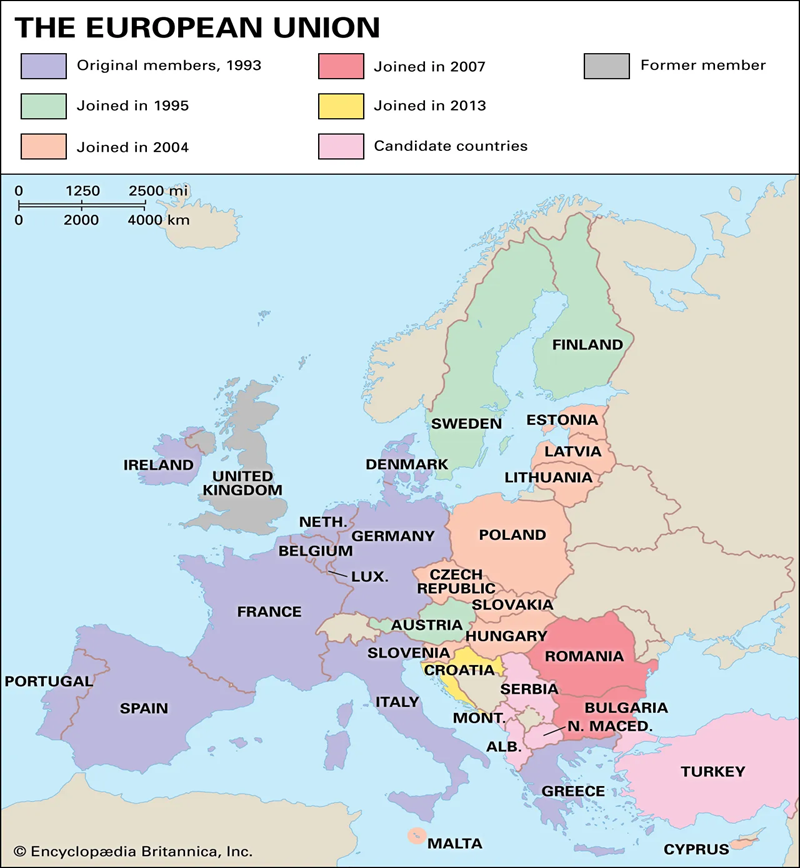 THE EUROPEAN UNION
Original members, 1993
Joined in 2007
Former member
Joined in 1995
Joined in 2013
Joined in 2004
Candidate countries
0 1250 2500 mi
0 2000 4000 km
FINLAND
SWEDEN
ESTONIA
LATVIA
LITHUANIA
IRELAND
UNITED
KINGDOM
DENMARK
NETH.
GERMANY
POLAND
BELGIUM
LUX.
CZECH
REPUBLIC
SLOVAKIA
FRANCE
AUSTRIA
HUNGARY
SLOVENIA
ROMANIA
CROATIA
PORTUGAL
SERBIA
SPAIN
ITALY
BULGARIA
MONT.
N. MACED.
ALB.
TURKEY
GREECE
MALTA
CYPRUS
© Encyclopædia Britannica, Inc.